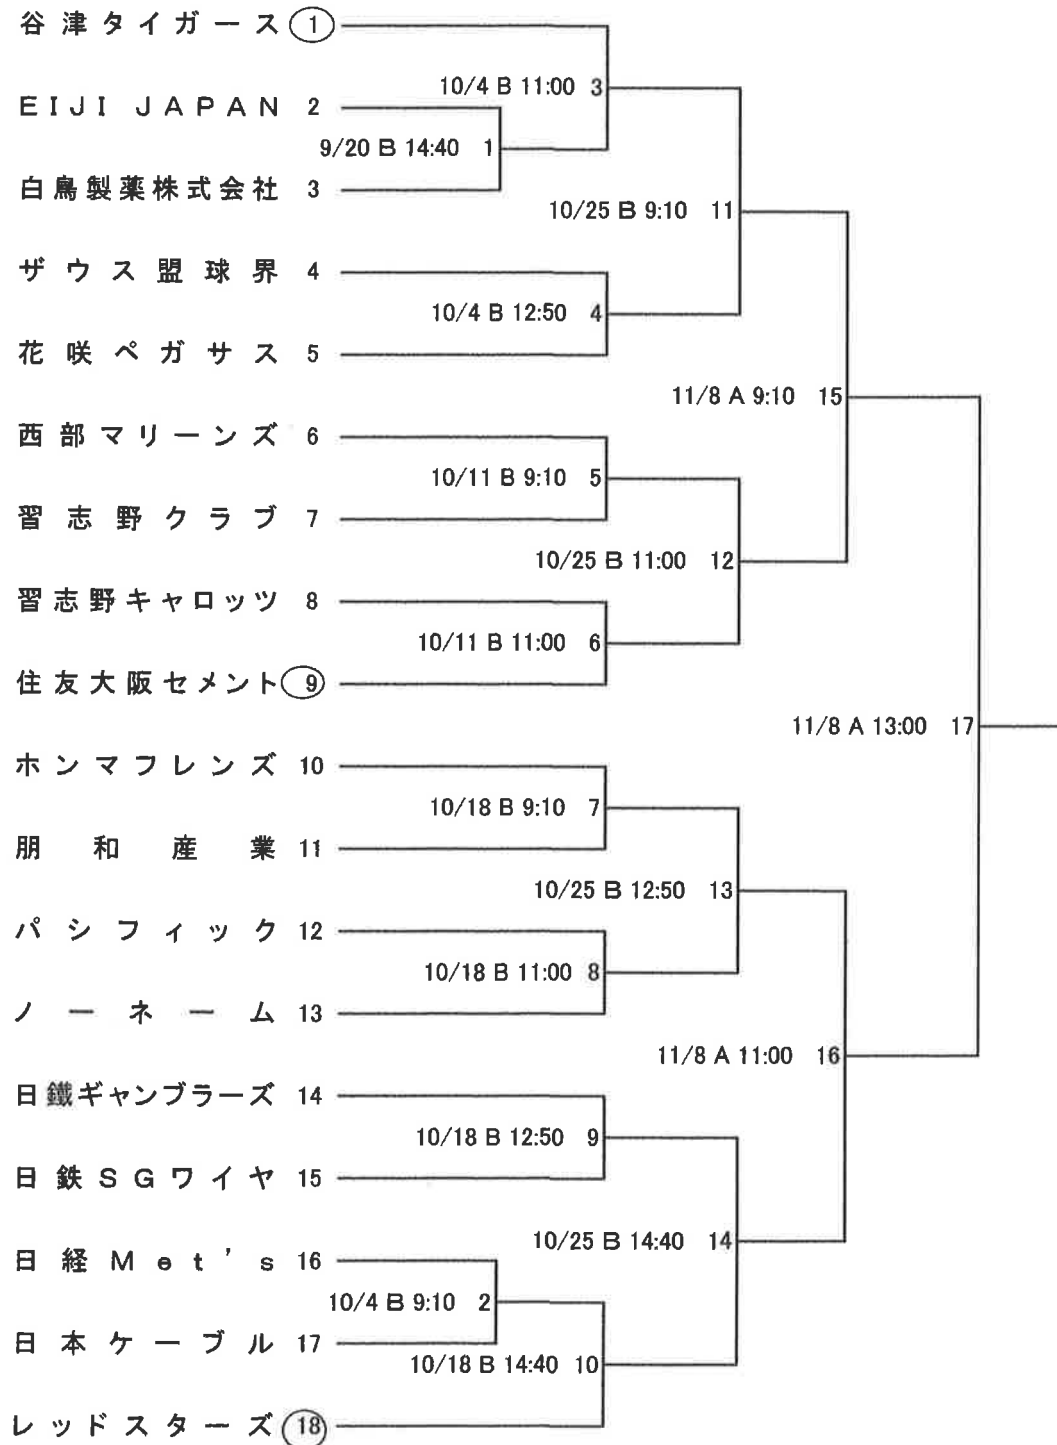 谷津タイガース 1
10/4 B 11:00 3
EIJI JAPAN 2
9/20 B 14:40 1
白鳥製薬株式会社 3
10/25 B 9:10 11
ザウス盟球界 4
10/4 B 12:50 4
花咲ペガサス 5
11/8 A 9:10 15
西部マリーンズ 6
10/11 B 9:10 5
習志野クラブ 7
10/25 B 11:00 12
習志野キャロッツ 8
10/11 B 11:00 6
住友大阪セメント 9
11/8 A 13:00 17
ホンマフレンズ 10
10/18 B 9:10 7
朋和産業 11
10/25 B 12:50 13
パシフィック 12
10/18 B 11:00 8
ノーネーム 13
11/8 A 11:00 16
日鐵ギャンブラーズ 14
10/18 B 12:50 9
日鉄SGワイヤ 15
10/25 B 14:40 14
日経Met's 16
10/4 B 9:10 2
日本ケーブル 17
10/18 B 14:40 10
レッドスターズ 18